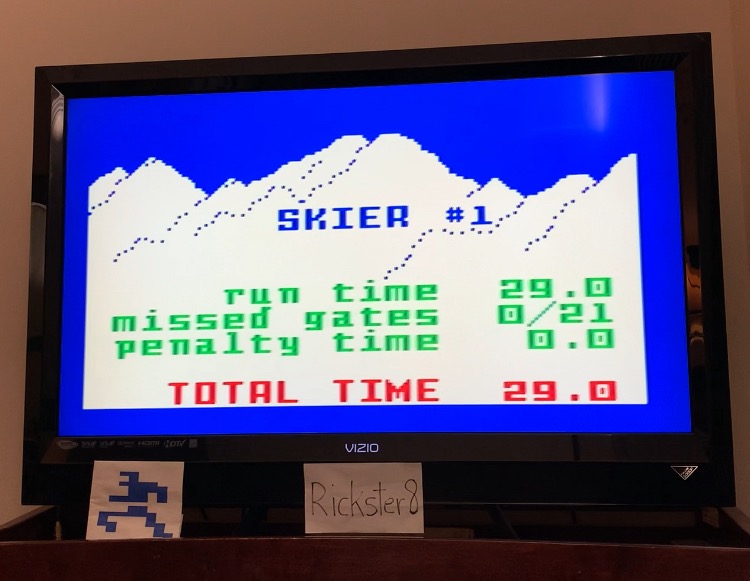 SKIER #1
run time 29.0
missed gates 0/21
penalty time 0.0
TOTAL TIME 29.0
VIZIO
Rickster8